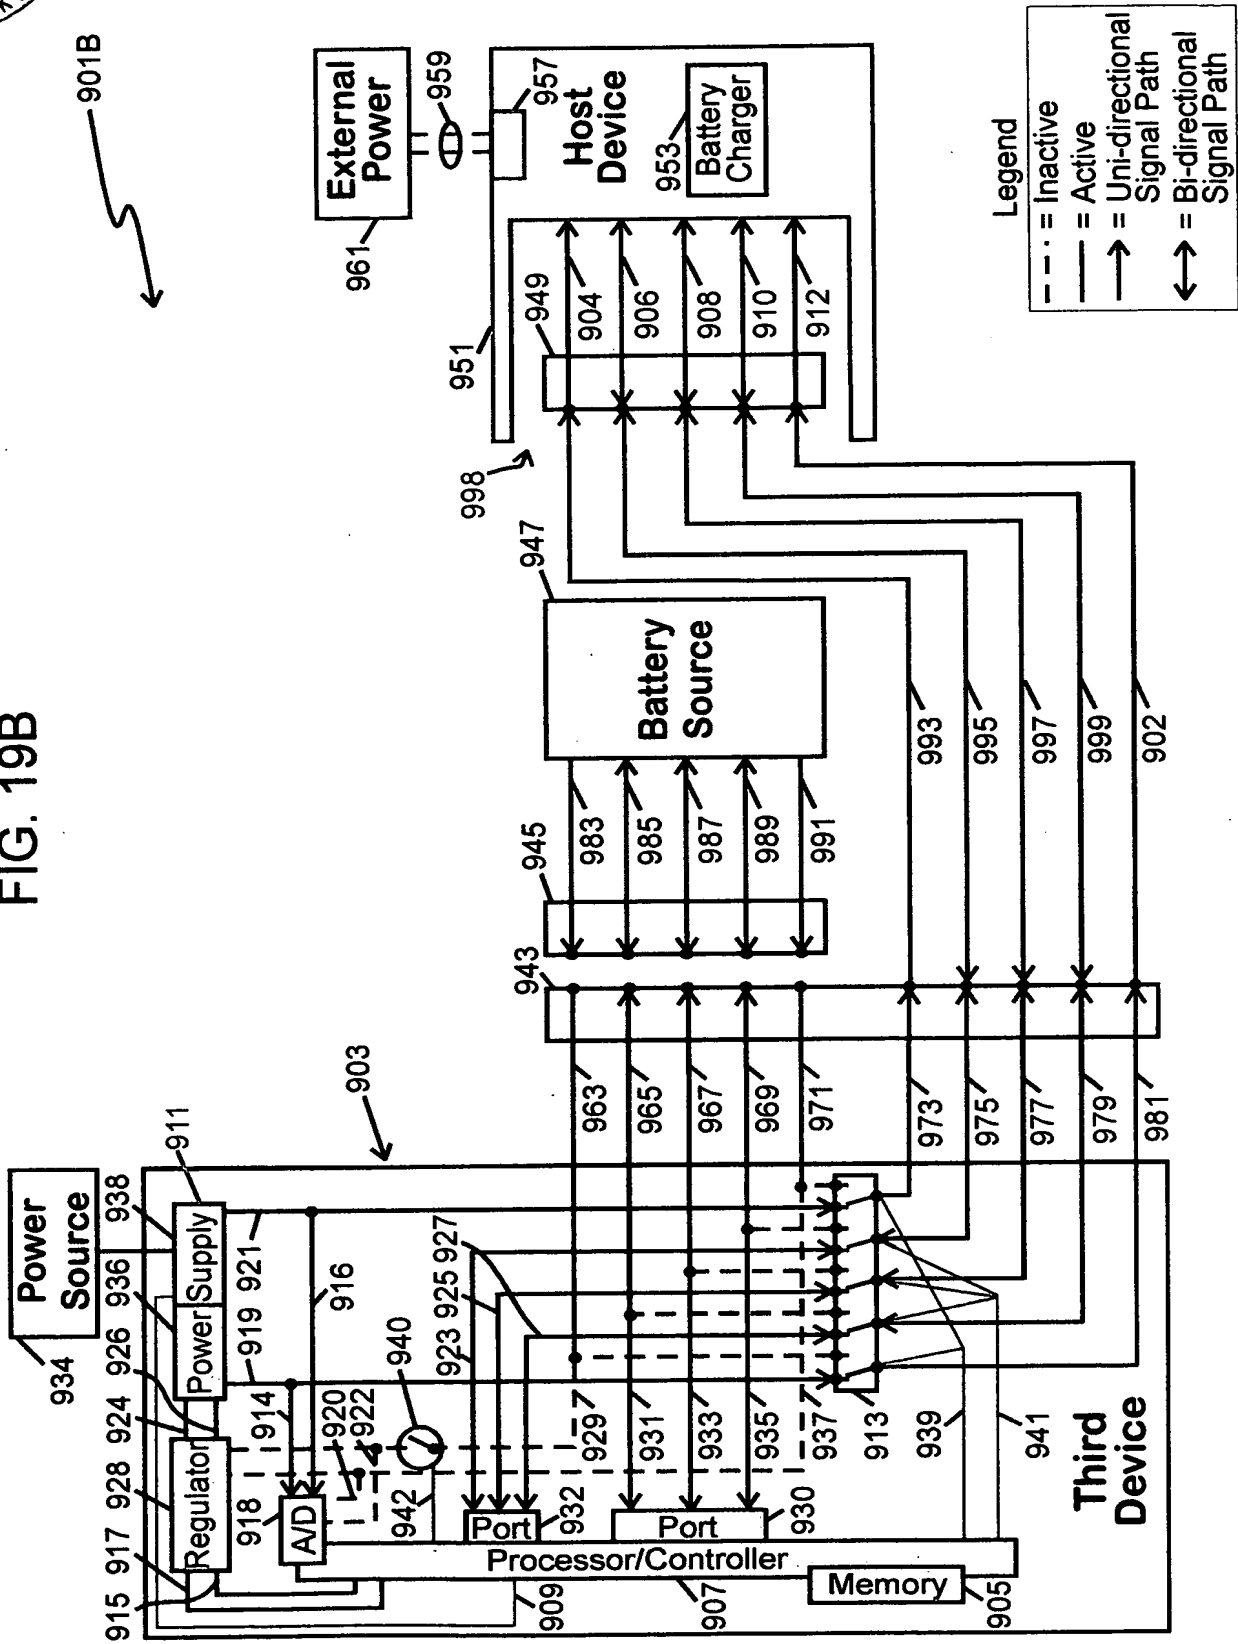 FIG. 19B
901B
External
Power
961
959
957
Host
Device
953
Battery
Charger
951
949
904
906
908
910
912
998
Legend
= Inactive
= Active
= Uni-directional
Signal Path
= Bi-directional
Signal Path
947
Battery
Source
945
983
985
987
989
991
993
995
997
999
902
943
963
965
967
969
971
973
975
977
979
981
903
Power
Source
934
911
938
936
926
924
928
917
915
Supply
Power
Regulator
921
919
916
914
920
922
918
A/D
940
942
927
925
923
929
931
933
935
937
913
939
941
Port
932
Port
930
Processor/Controller
909
907
Memory
905
Third
Device